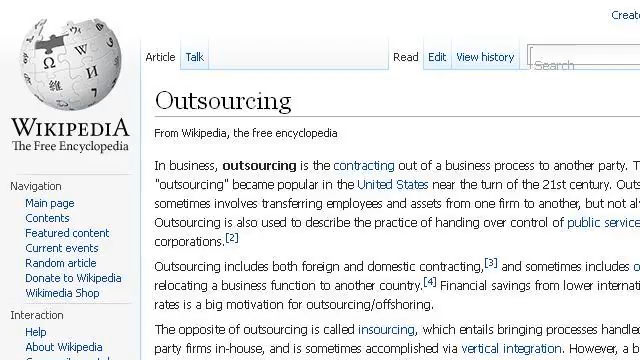 Create
Article Talk Read Edit View history Search
WIKIPEDIA
The Free Encyclopedia
Outsourcing
From Wikipedia, the free encyclopedia
In business, outsourcing is the contracting out of a business process to another party. T
"outsourcing" became popular in the United States near the turn of the 21st century. Outs
sometimes involves transferring employees and assets from one firm to another, but not al
Outsourcing is also used to describe the practice of handing over control of public service
corporations.[2]
Outsourcing includes both foreign and domestic contracting,[3] and sometimes includes o
relocating a business function to another country.[4] Financial savings from lower internati
rates is a big motivation for outsourcing/offshoring.
The opposite of outsourcing is called insourcing, which entails bringing processes handle
party firms in-house, and is sometimes accomplished via vertical integration. However, a b
Navigation
Main page
Contents
Featured content
Current events
Random article
Donate to Wikipedia
Wikimedia Shop
Interaction
Help
About Wikipedia